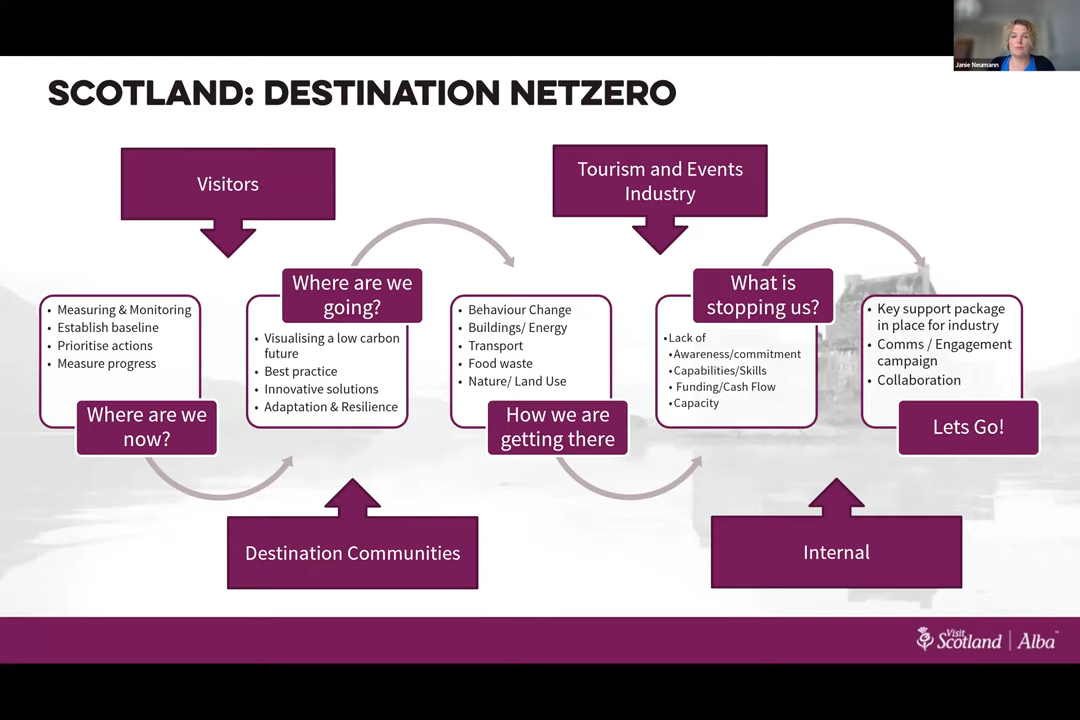 Janie Neumann
SCOTLAND: DESTINATION NETZERO
Visitors
Tourism and Events
Industry
• Measuring & Monitoring
• Establish baseline
• Prioritise actions
• Measure progress
Where are we
now?
Where are we
going?
• Visualising a low carbon
future
• Best practice
• Innovative solutions
• Adaptation & Resilience
• Behaviour Change
• Buildings/ Energy
• Transport
• Food waste
• Nature/ Land Use
How we are
getting there
What is
stopping us?
•Lack of
•Awareness/commitment
•Capabilities/Skills
• Funding/Cash Flow
•Capacity
• Key support package
in place for industry
• Comms / Engagement
campaign
• Collaboration
Lets Go!
Destination Communities
Internal
Visit
Scotland | Alba™